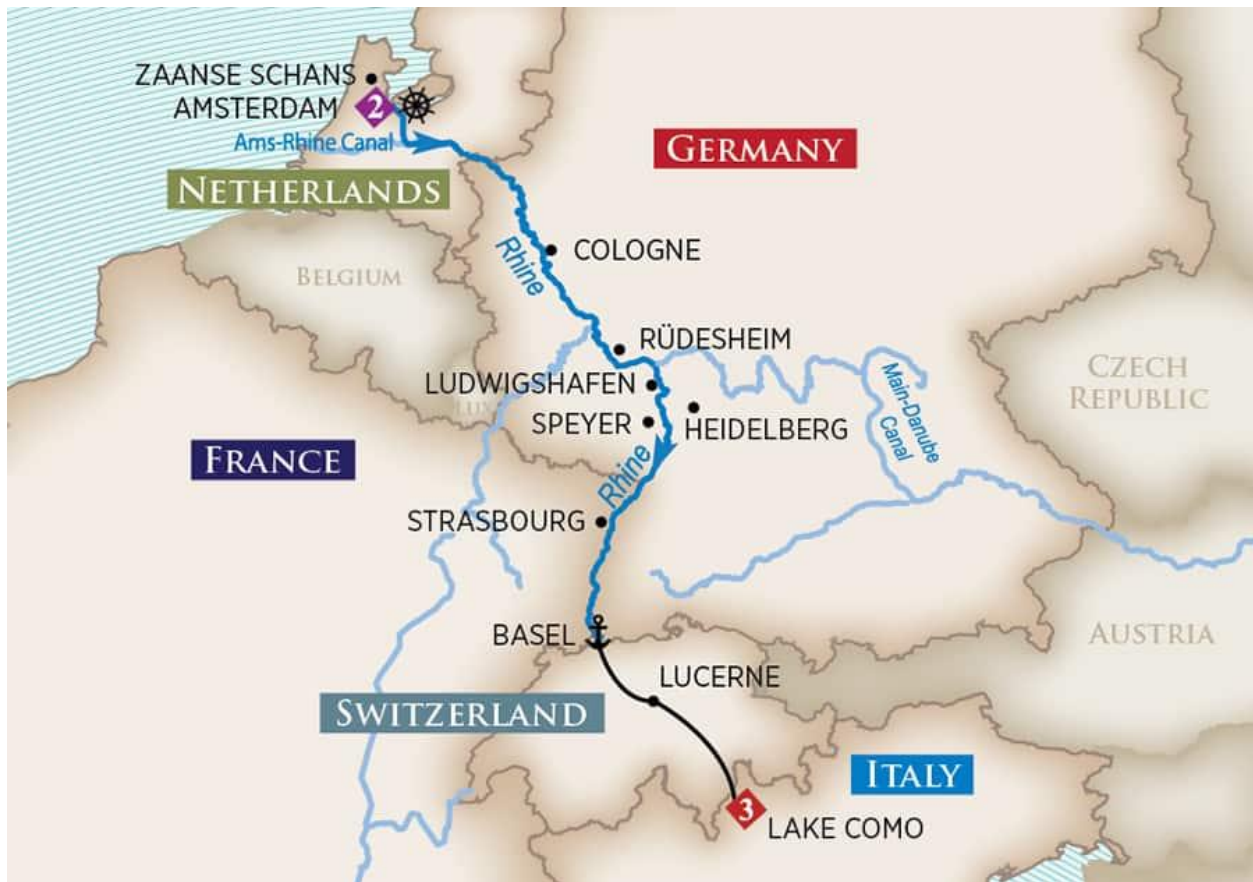 ZAANSE SCHANS
AMSTERDAM
2
Ams-Rhine Canal
NETHERLANDS
GERMANY
BELGIUM
Rhine
COLOGNE
RÜDESHEIM
LUDWIGSHAFEN
LUX
SPEYER
HEIDELBERG
Main-Danube
Canal
CZECH
REPUBLIC
FRANCE
Rhine
STRASBOURG
BASEL
AUSTRIA
LUCERNE
SWITZERLAND
ITALY
3
LAKE COMO